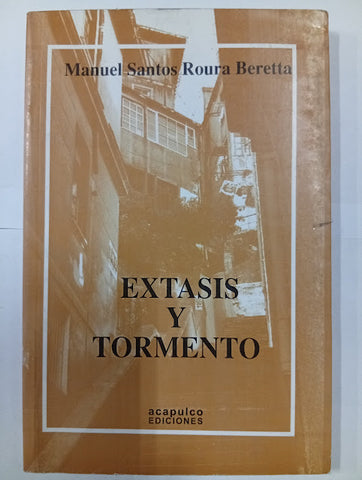 Manuel Santos Roura Beretta
EXTASIS
Y
TORMENTO
acapulco
EDICIONES